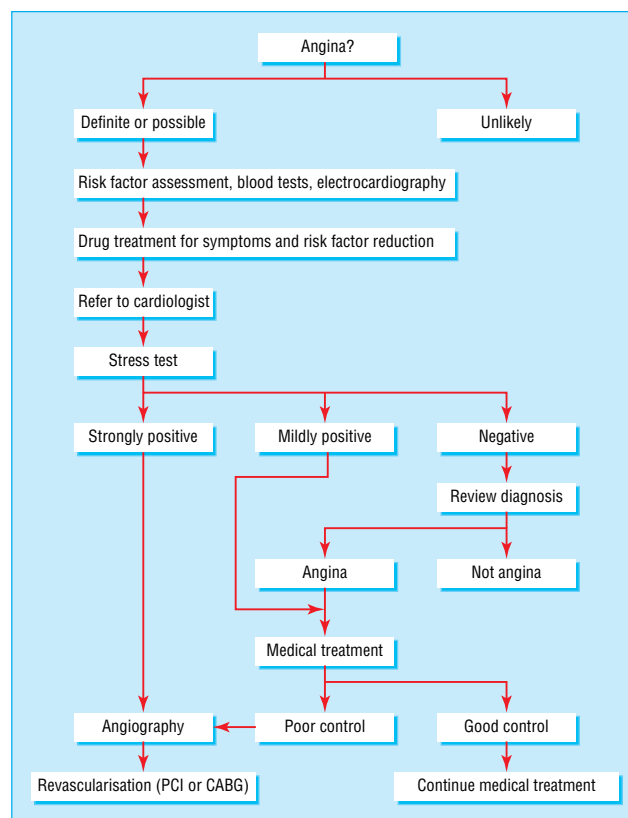 Angina?
Definite or possible
Unlikely
Risk factor assessment, blood tests, electrocardiography
Drug treatment for symptoms and risk factor reduction
Refer to cardiologist
Stress test
Strongly positive
Mildly positive
Negative
Review diagnosis
Angina
Not angina
Medical treatment
Angiography
Poor control
Good control
Revascularisation (PCI or CABG)
Continue medical treatment